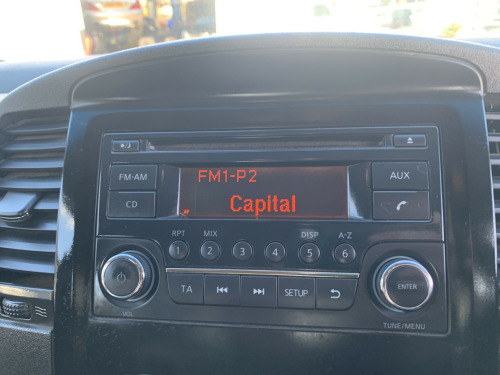 FM1-P2
FM·AM
AUX
Capital
CD
RPT MIX DISP A-Z
1 2 3 4 5 6
TA SETUP ENTER
VOL
TUNE/MENU